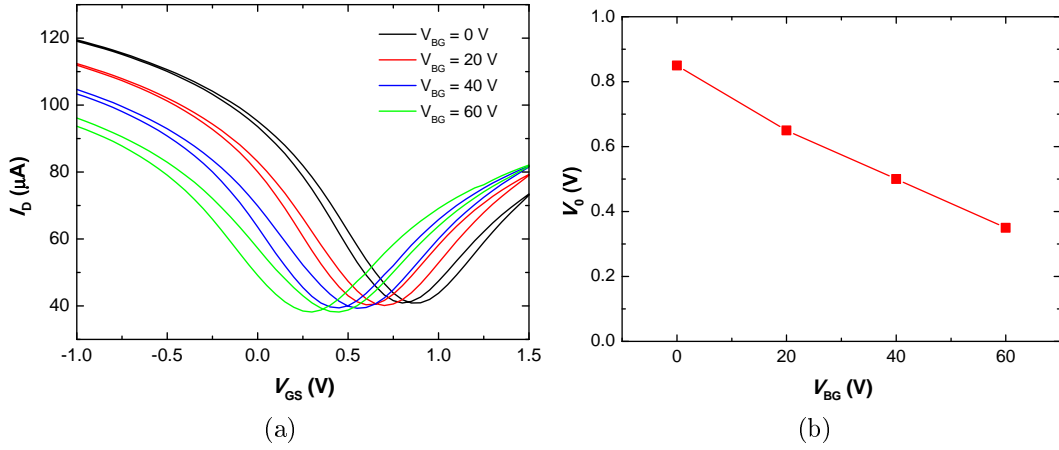 120
100
80
60
40
I_D (μA)
-1.0 -0.5 0.0 0.5 1.0 1.5
V_GS (V)
V_BG = 0 V
V_BG = 20 V
V_BG = 40 V
V_BG = 60 V
(a)
1.0
0.8
0.6
0.4
0.2
0.0
V_0 (V)
0 20 40 60
V_BG (V)
(b)